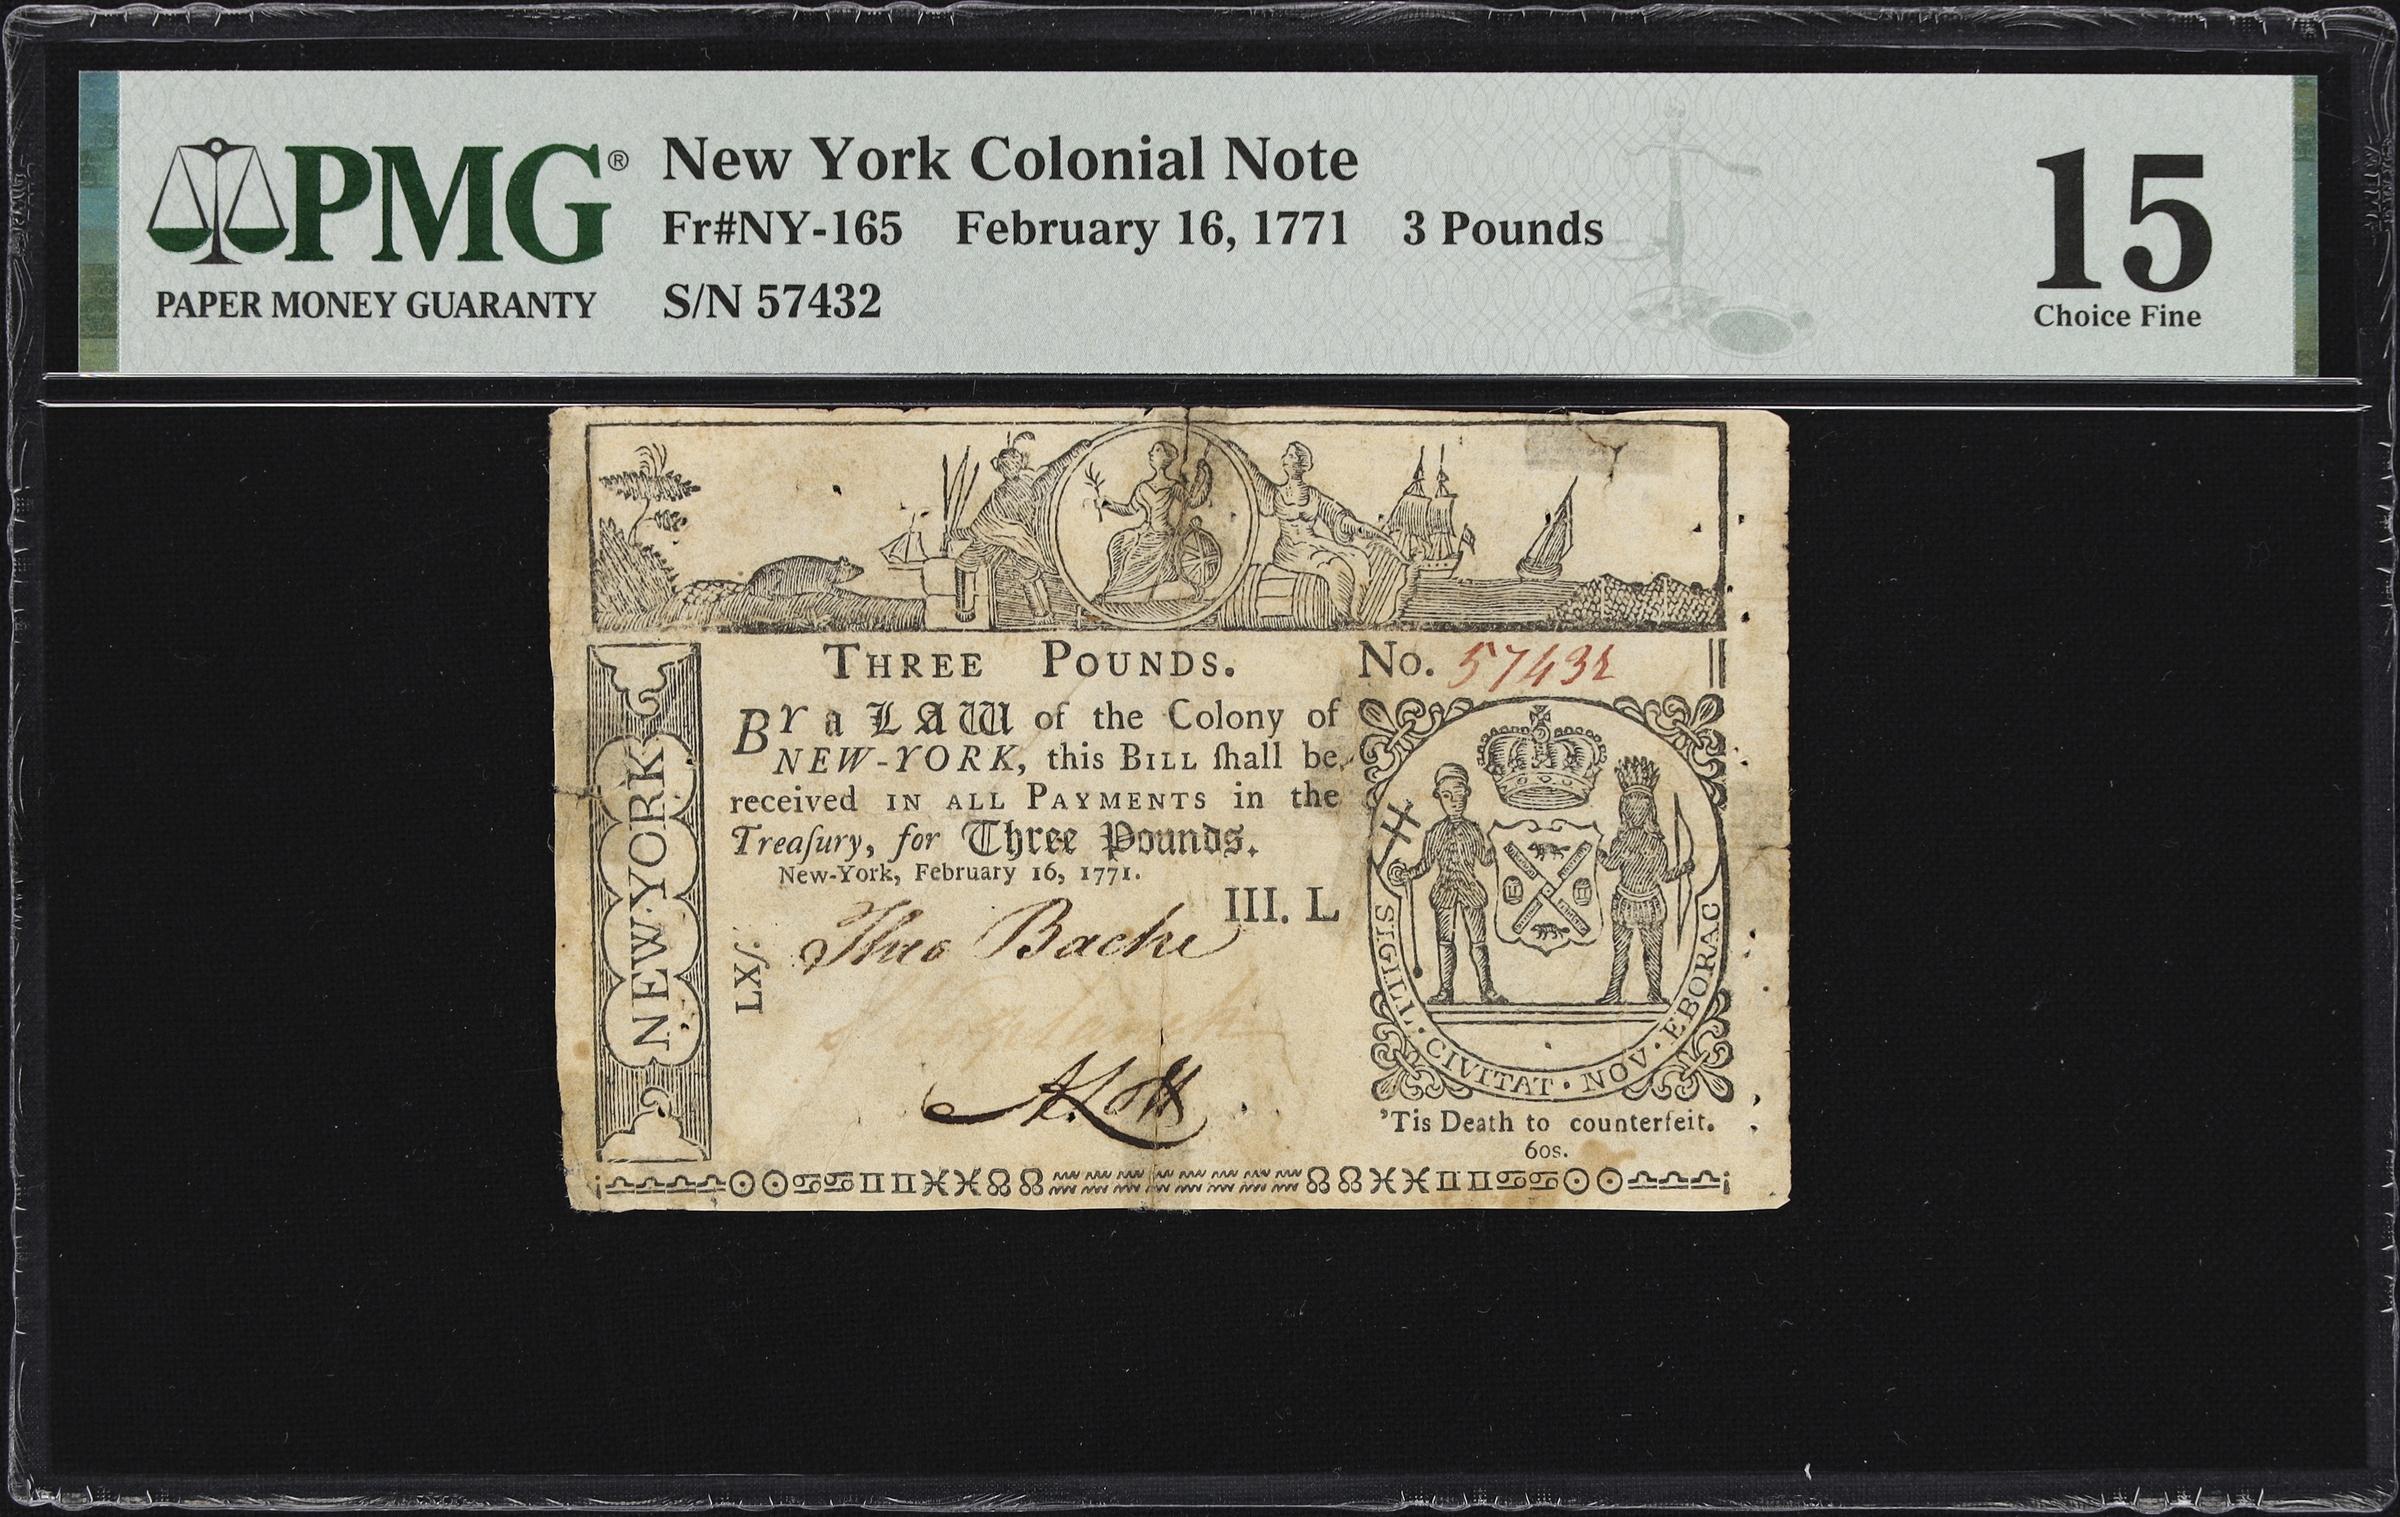 PMG®
PAPER MONEY GUARANTY
New York Colonial Note
Fr#NY-165 February 16, 1771 3 Pounds
S/N 57432
15
Choice Fine
THREE POUNDS. No. 57432
BY a LAW of the Colony of
NEW-YORK, this BILL ſhall be
received IN ALL PAYMENTS in the
Treaſury, for Three Pounds.
New-York, February 16, 1771.
III. L
LXſ.
Theo Bache
A. Lott
NEW-YORK
SIGILL · CIVITAT · NOV · EBORAC
'Tis Death to counterfeit.
60s.